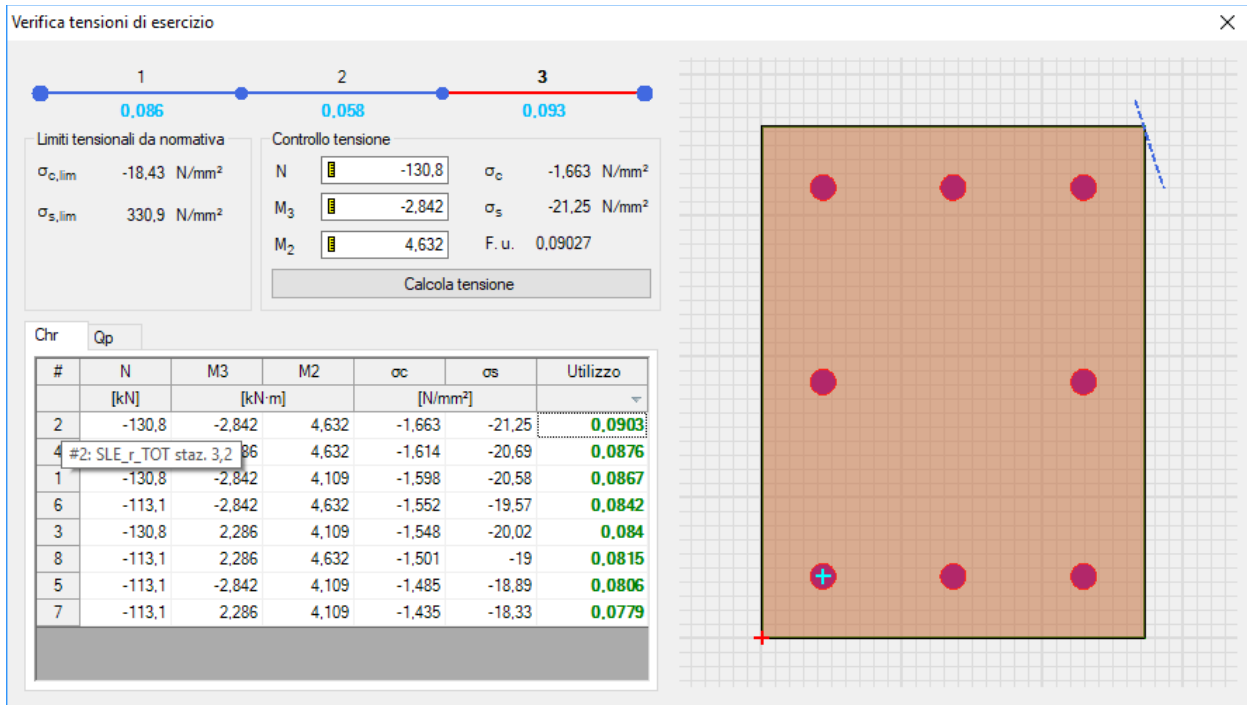 Verifica tensioni di esercizio
1 2 3
0,086 0,058 0,093
Limiti tensionali da normativa
σc,lim -18,43 N/mm²
σs,lim 330,9 N/mm²
Controllo tensione
N -130,8 σc -1,663 N/mm²
M3 -2,842 σs -21,25 N/mm²
M2 4,632 F. u. 0,09027
Calcola tensione
Chr Qp
# N M3 M2 σc σs Utilizzo
[kN] [kN·m] [N/mm²]
2 -130,8 -2,842 4,632 -1,663 -21,25 0,0903
4 86 4,632 -1,614 -20,69 0,0876
#2: SLE_r_TOT staz. 3,2
1 -130,8 -2,842 4,109 -1,598 -20,58 0,0867
6 -113,1 -2,842 4,632 -1,552 -19,57 0,0842
3 -130,8 2,286 4,109 -1,548 -20,02 0,084
8 -113,1 2,286 4,632 -1,501 -19 0,0815
5 -113,1 -2,842 4,109 -1,485 -18,89 0,0806
7 -113,1 2,286 4,109 -1,435 -18,33 0,0779